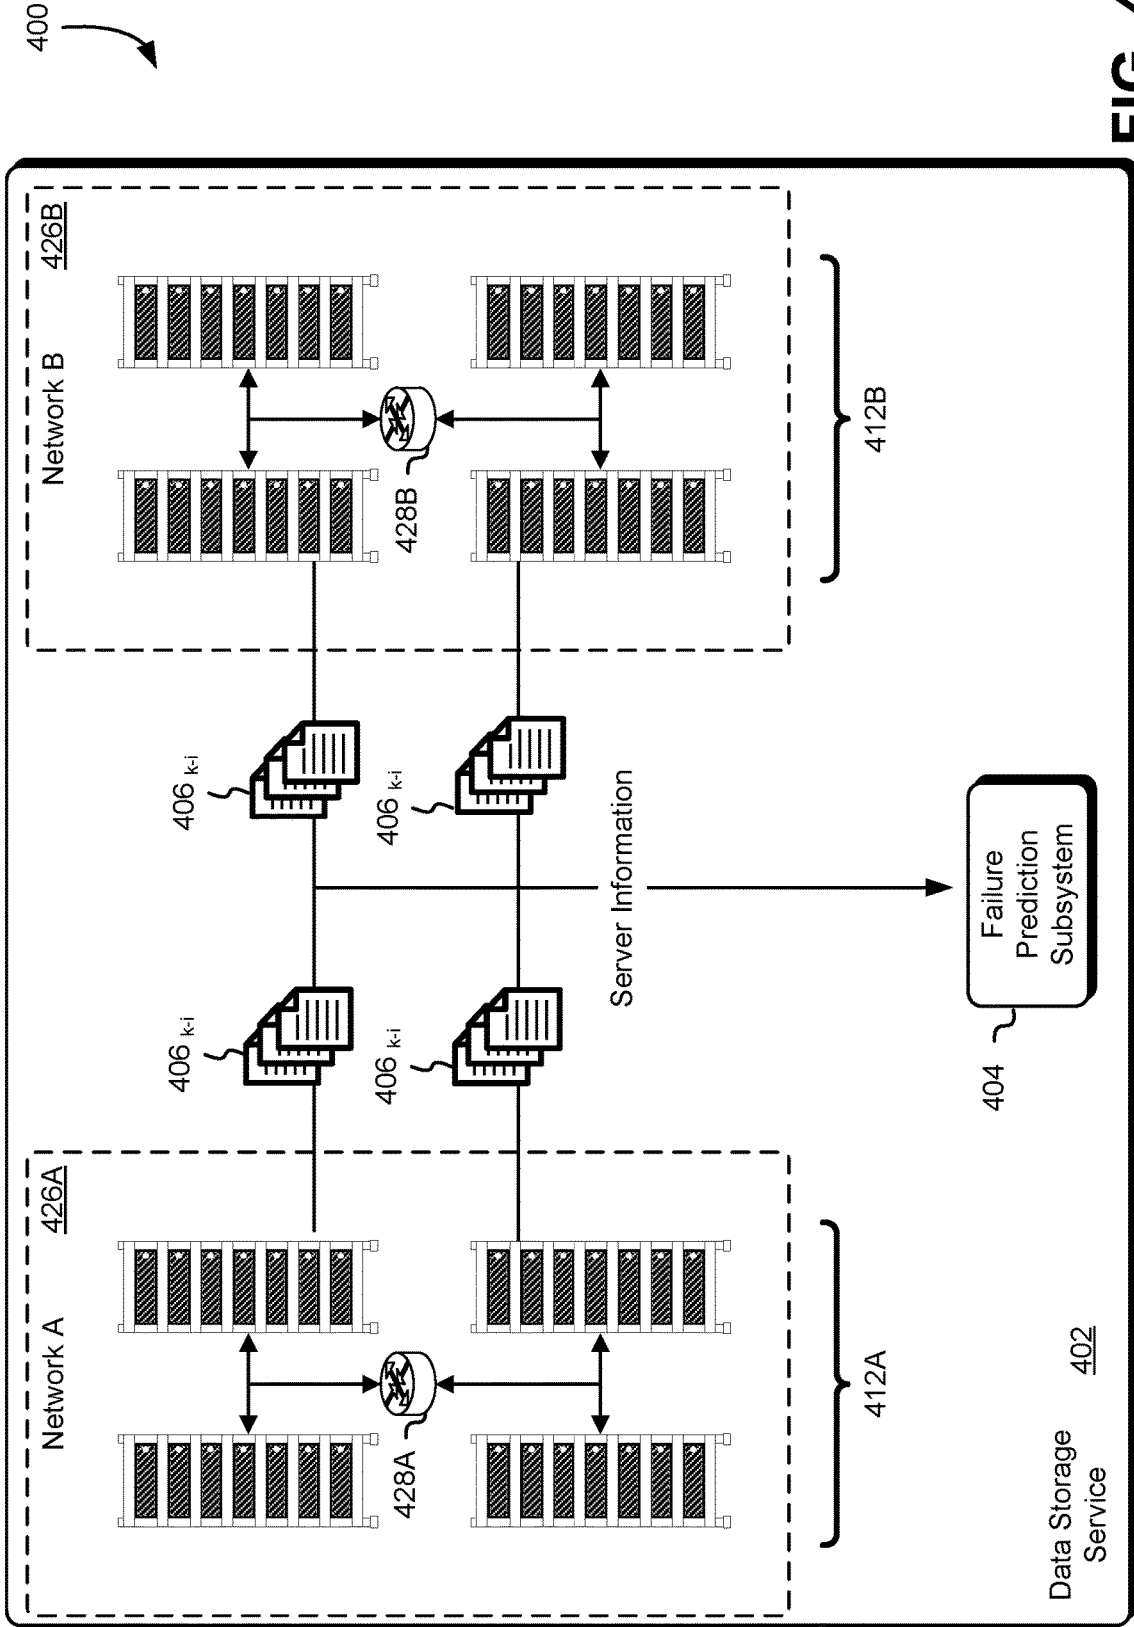 400
Network A
426A
Network B
426B
406 k-i
406 k-i
406 k-i
406 k-i
428A
428B
Server Information
412A
412B
Failure
Prediction
Subsystem
404
Data Storage
Service
402
FIG.